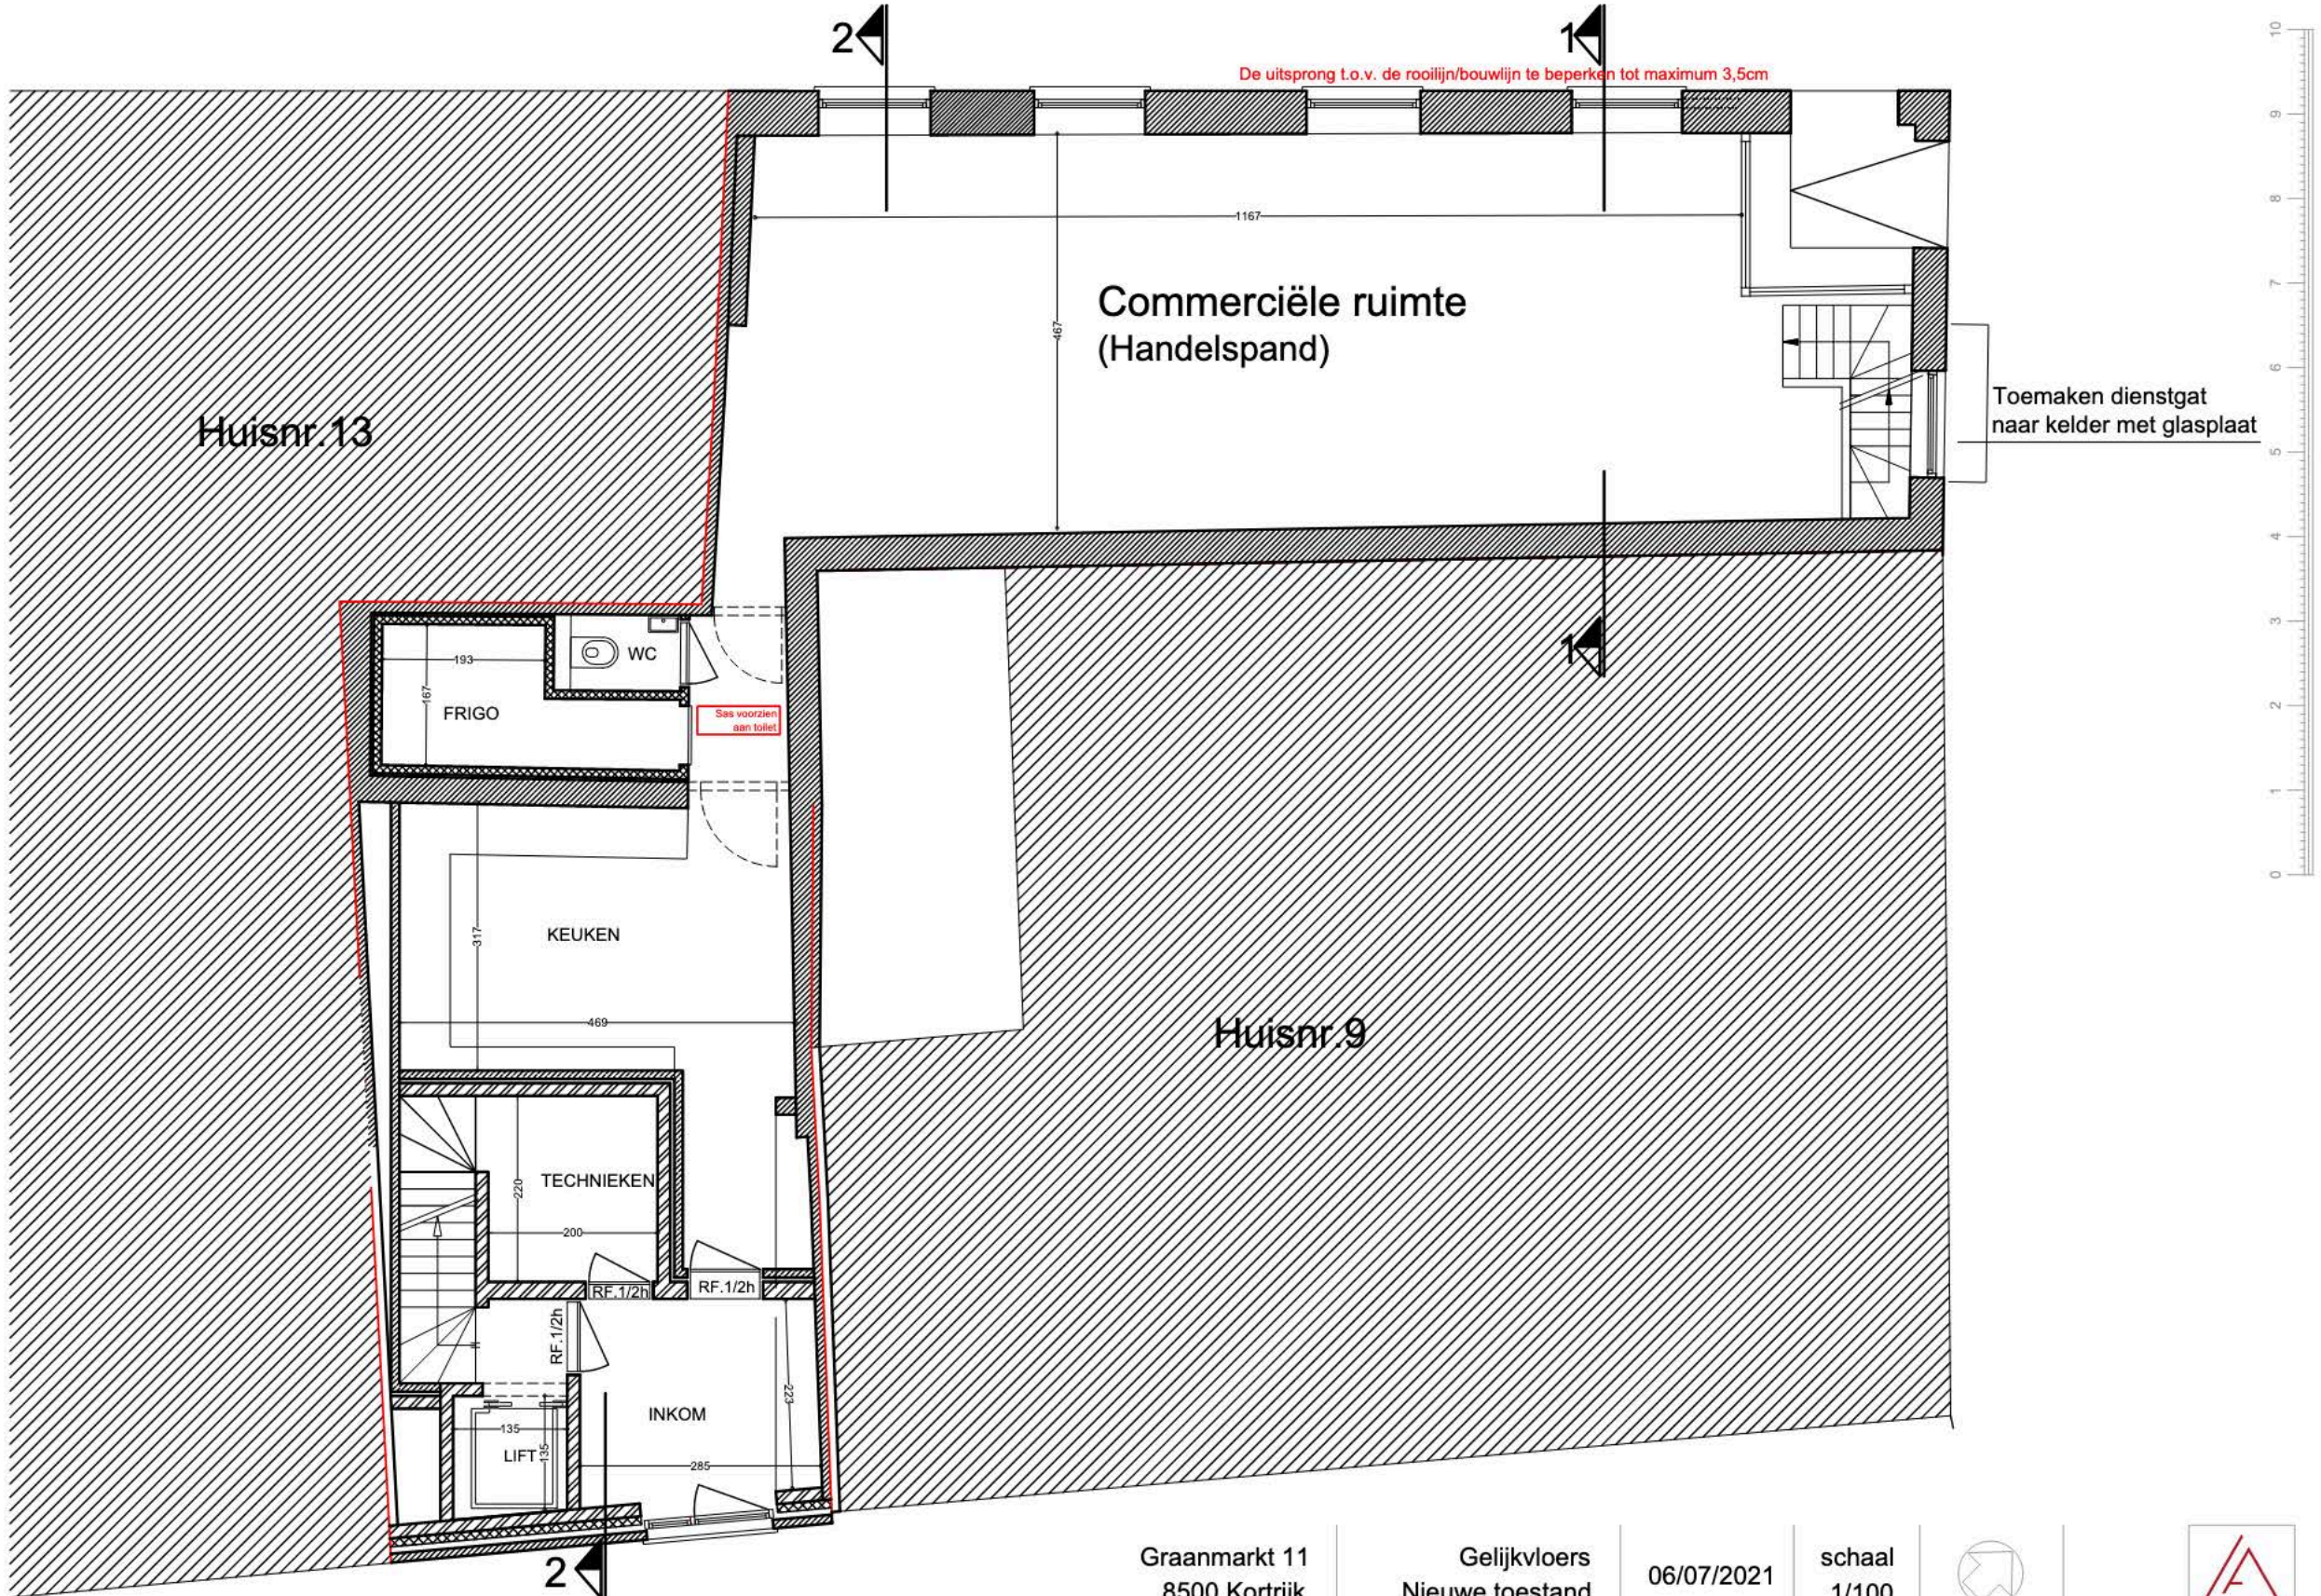 2
1
De uitsprong t.o.v. de rooilijn/bouwlijn te beperken tot maximum 3,5cm
10
9
8
7
6
5
4
3
2
1
0
1167
467
Commerciële ruimte
(Handelspand)
Huisnr.13
Toemaken dienstgat
naar kelder met glasplaat
1
193
167
WC
FRIGO
Sas voorzien
aan toilet
317
KEUKEN
469
Huisnr.9
220
TECHNIEKEN
200
RF.1/2h
RF.1/2h
RF.1/2h
223
INKOM
135
135
LIFT
285
2
Graanmarkt 11
8500 Kortrijk
Gelijkvloers
Nieuwe toestand
06/07/2021
schaal
1/100